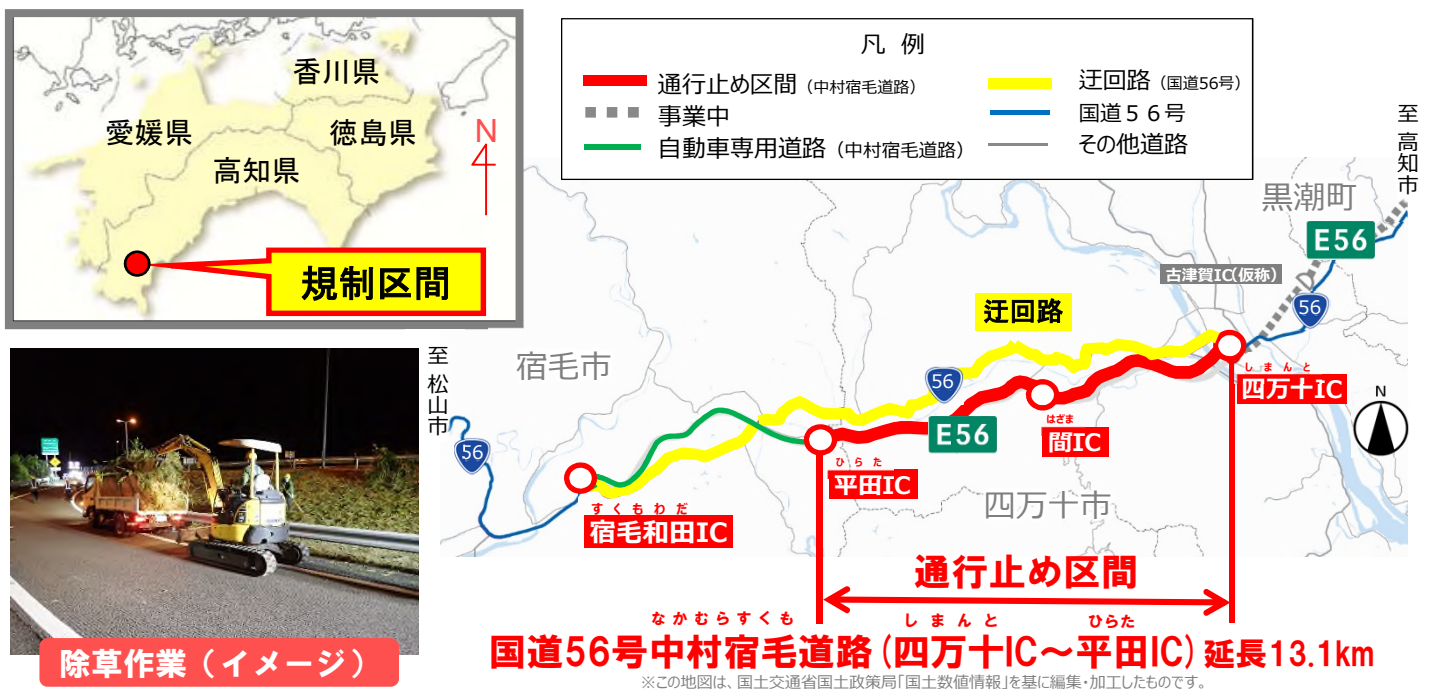 香川県
愛媛県
徳島県
高知県
N
規制区間
凡 例
通行止め区間（中村宿毛道路）
迂回路（国道56号）
事業中
国道５６号
自動車専用道路（中村宿毛道路）
その他道路
至 高知市
黒潮町
E56
古津賀IC(仮称)
56
迂回路
至 松山市
宿毛市
56
56
しまんと
四万十IC
N
E56
はざま
間IC
ひらた
平田IC
四万十市
すくもわだ
宿毛和田IC
通行止め区間
なかむらすくも しまんと ひらた
国道56号中村宿毛道路（四万十IC～平田IC）延長13.1km
除草作業（イメージ）
※この地図は、国土交通省国土政策局「国土数値情報」を基に編集・加工したものです。